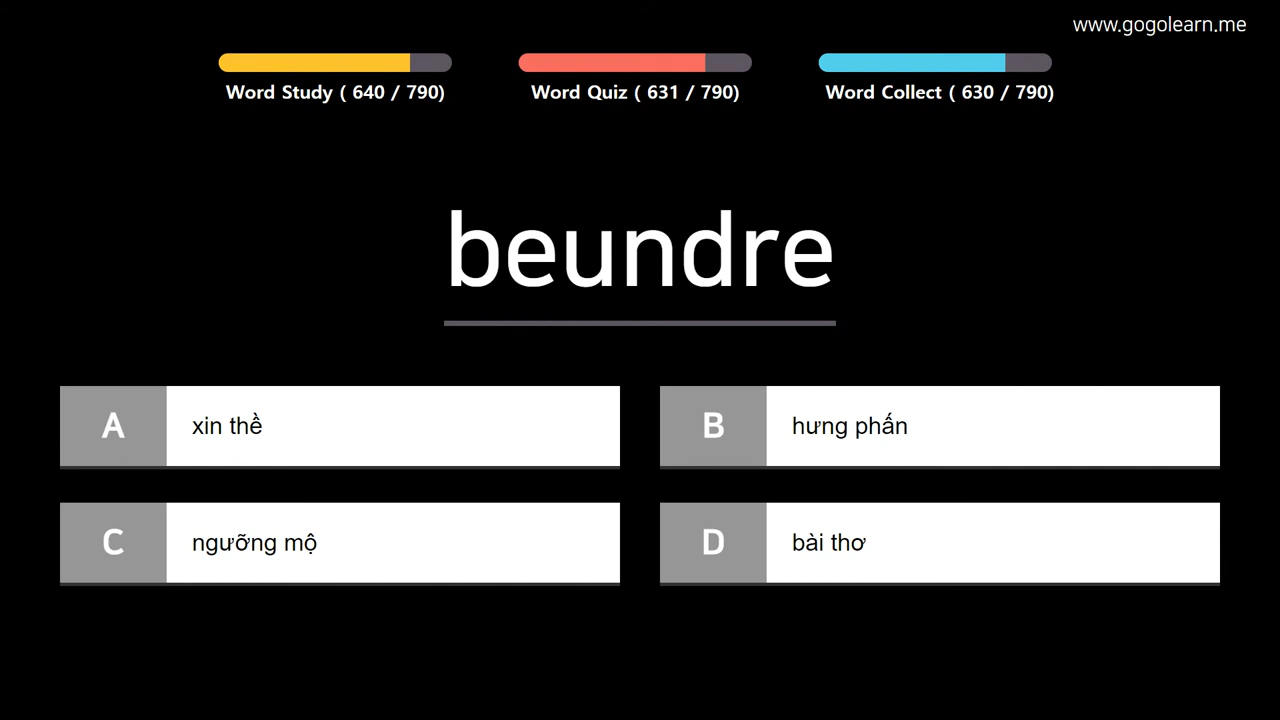 www.gogolearn.me
Word Study ( 640 / 790)
Word Quiz ( 631 / 790)
Word Collect ( 630 / 790)
beundre
A xin thề
B hưng phấn
C ngưỡng mộ
D bài thơ